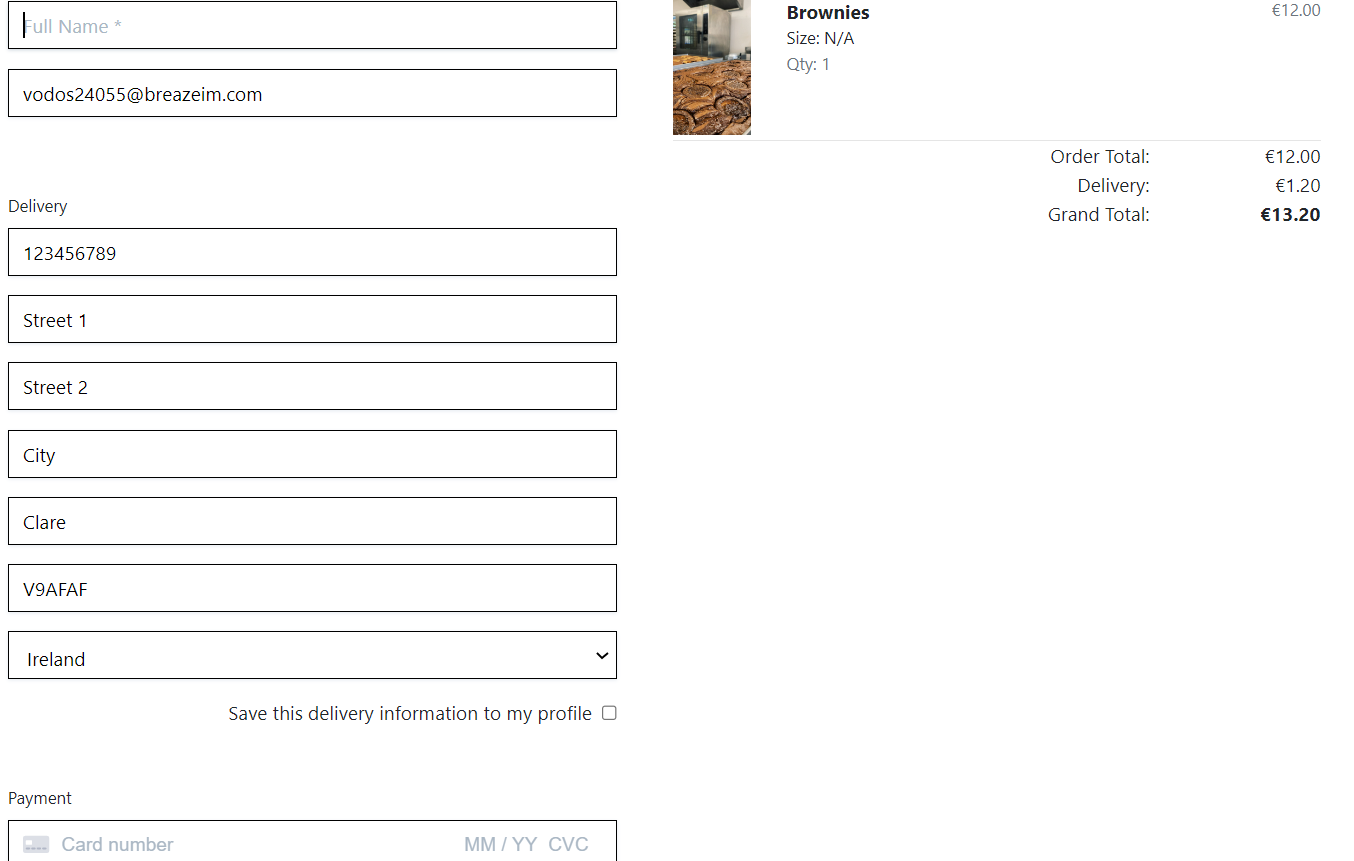 Full Name *
vodos24055@breazeim.com
Delivery
123456789
Street 1
Street 2
City
Clare
V9AFAF
Ireland
Save this delivery information to my profile
Payment
Card number MM / YY CVC
Brownies €12.00
Size: N/A
Qty: 1
Order Total: €12.00
Delivery: €1.20
Grand Total: €13.20